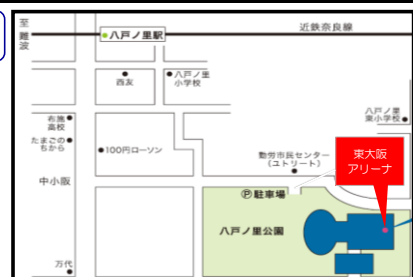 至
難
波
近鉄奈良線
八戸ノ里駅
西友
八戸ノ里
小学校
八戸ノ里
東小学校
布施
高校
たまごの
ちから
100円ローソン
勤労市民センター
(ユトリート)
東大阪
アリーナ
中小阪
Ⓟ駐車場
八戸ノ里公園
万代